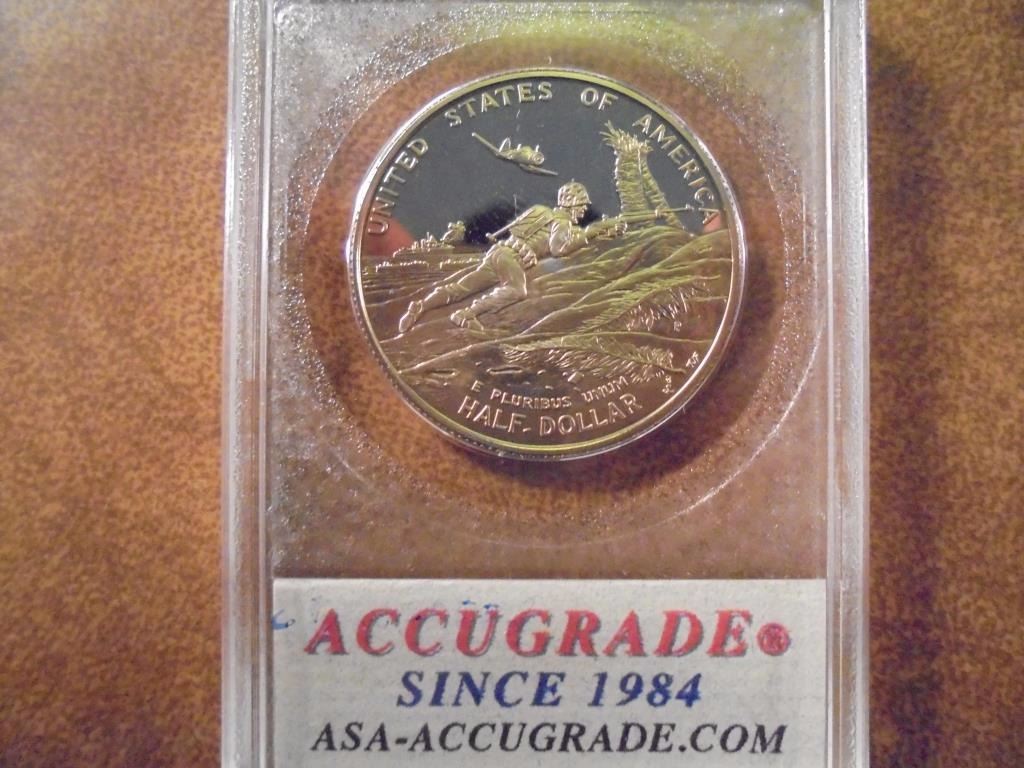 UNITED STATES OF AMERICA
E PLURIBUS UNUM
HALF DOLLAR
ACCUGRADE®
SINCE 1984
ASA-ACCUGRADE.COM